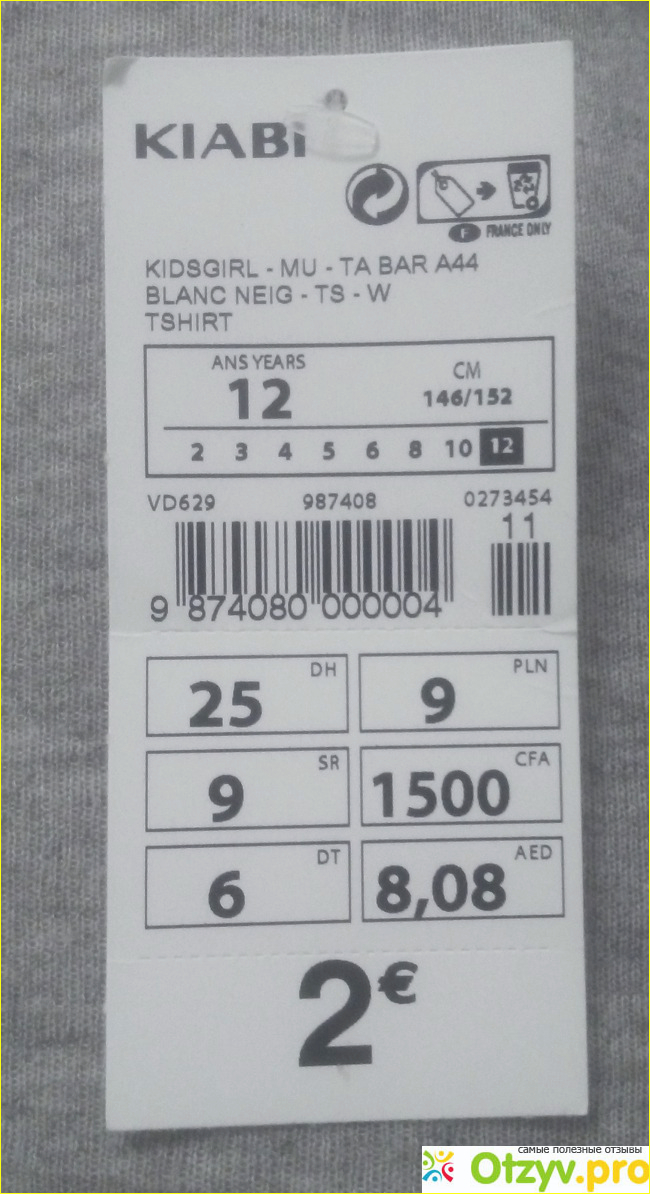 KIABI
F FRANCE ONLY
KIDSGIRL - MU - TA BAR A44
BLANC NEIG - TS - W
TSHIRT
ANS YEARS
12
CM
146/152
2 3 4 5 6 8 10 12
VD629 987408 0273454
11
9 874080 000004
25 DH
9 PLN
9 SR
1500 CFA
6 DT
8,08 AED
2€
самые полезные отзывы
Otzyv.pro